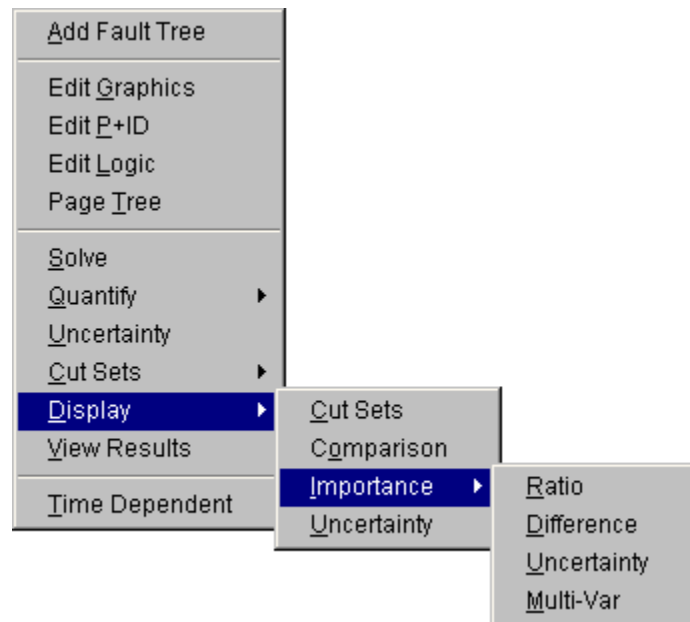 Add Fault Tree
Edit Graphics
Edit P+ID
Edit Logic
Page Tree
Solve
Quantify
Uncertainty
Cut Sets
Display
View Results
Time Dependent
Cut Sets
Comparison
Importance
Uncertainty
Ratio
Difference
Uncertainty
Multi-Var